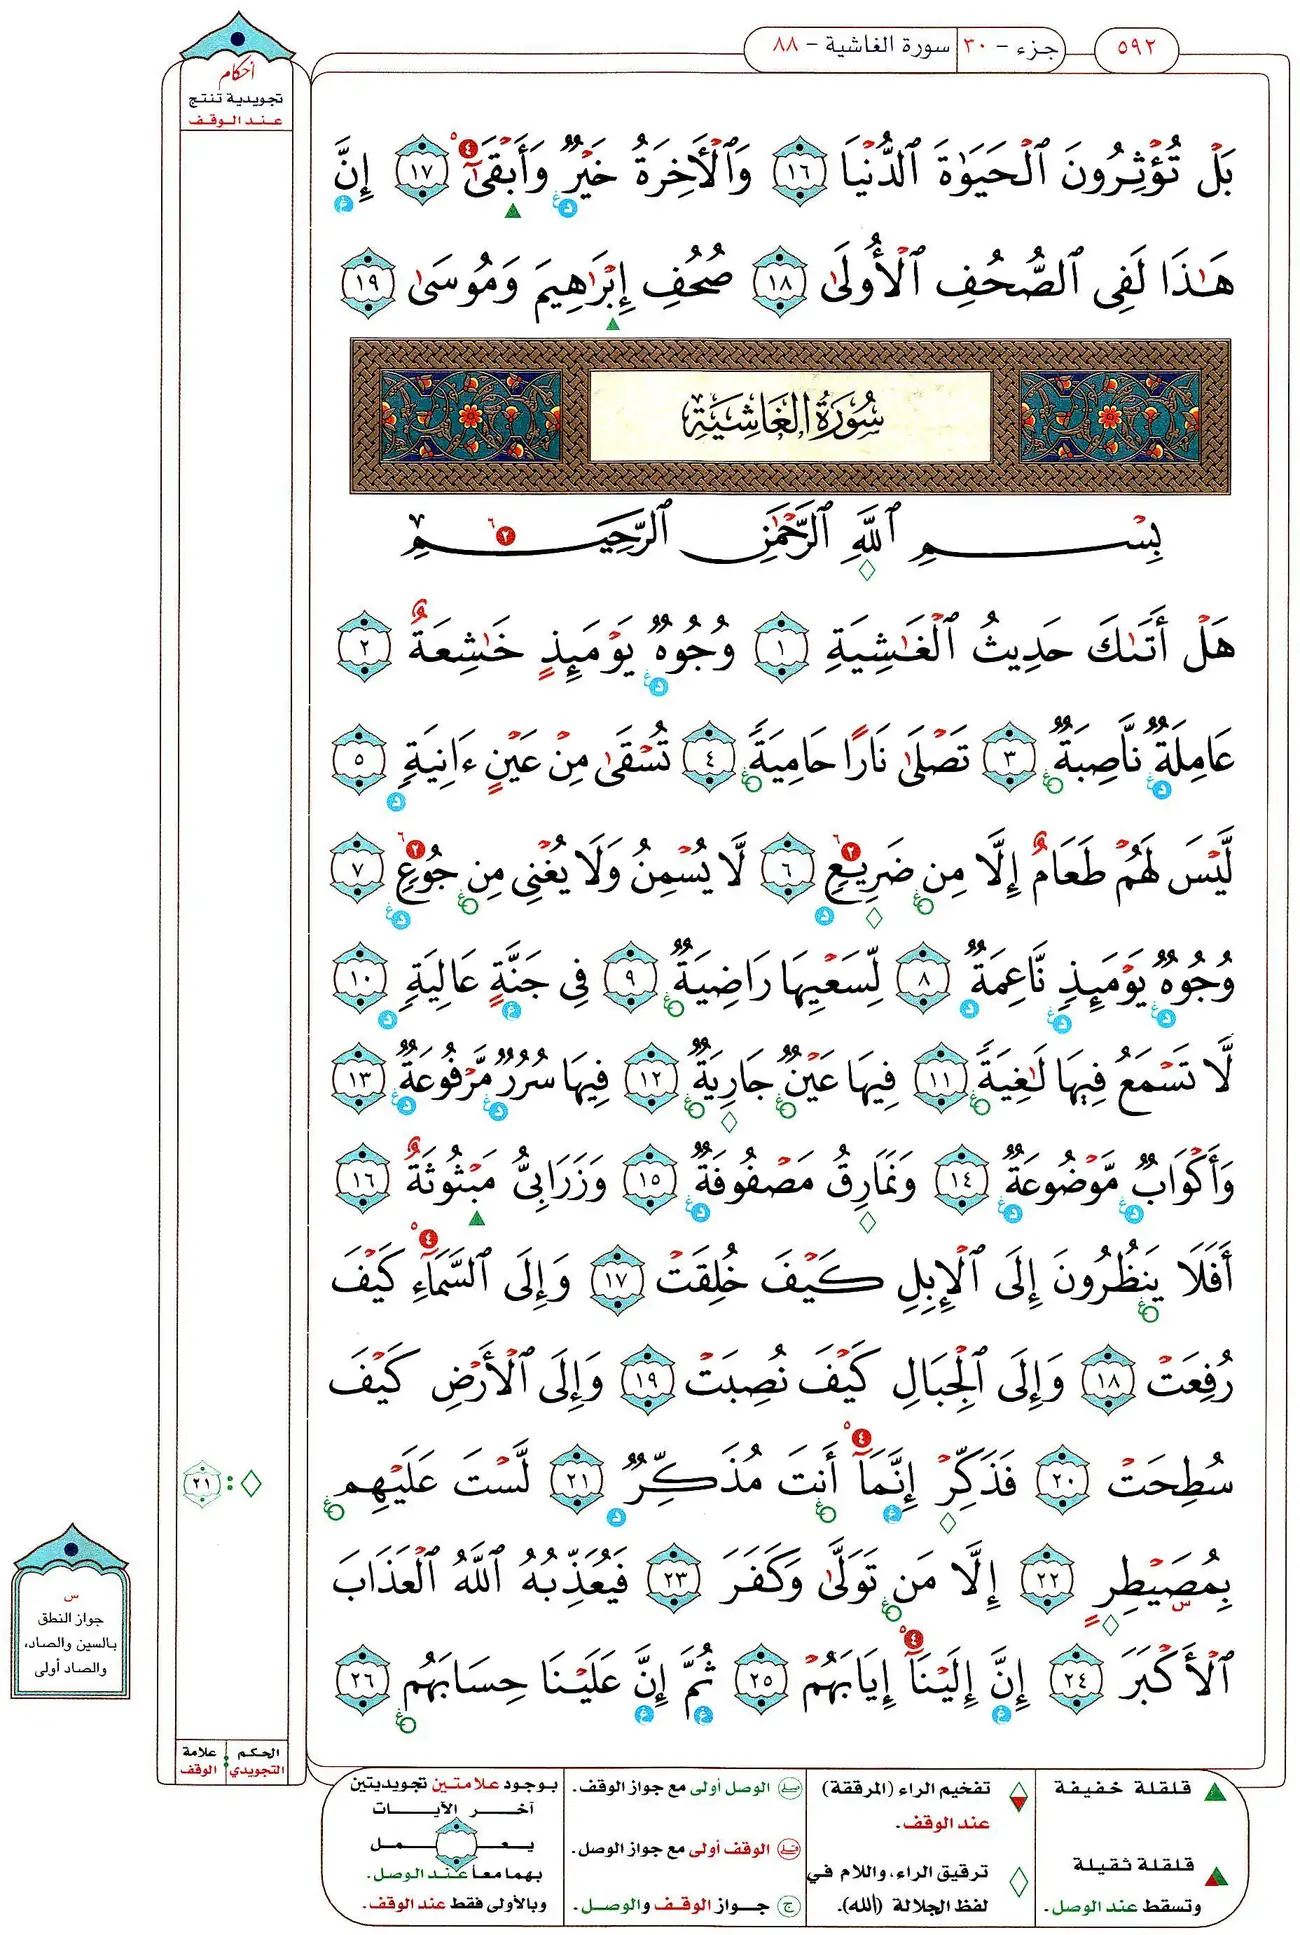 ٥٩٢
جزء - ٣٠ سورة الغاشية - ٨٨
أحكام
تجويدية تنتج
عند الوقف
بَلۡ تُؤۡثِرُونَ ٱلۡحَيَوٰةَ ٱلدُّنۡيَا ١٦ وَٱلۡأَخِرَةُ خَيۡرٌ وَأَبۡقَىٰٓ ١٧ إِنَّ
هَـٰذَا لَفِى ٱلصُّحُفِ ٱلۡأُولَىٰ ١٨ صُحُفِ إِبۡرَٰهِيمَ وَمُوسَىٰ ١٩
سُورَةُ الغَاشِيَةِ
بِسۡمِ ٱللَّهِ ٱلرَّحۡمَـٰنِ ٱلرَّحِيمِ
هَلۡ أَتَىٰكَ حَدِيثُ ٱلۡغَـٰشِيَةِ ١ وُجُوهٌ يَوۡمَئِذٍ خَـٰشِعَةٌ ٢
عَامِلَةٌ نَّاصِبَةٌ ٣ تَصۡلَىٰ نَارًا حَامِيَةً ٤ تُسۡقَىٰ مِنۡ عَيۡنٍ ءَانِيَةٍ ٥
لَّيۡسَ لَهُمۡ طَعَامٌ إِلَّا مِن ضَرِيعٍ ٦ لَّا يُسۡمِنُ وَلَا يُغۡنِى مِن جُوعٍ ٧
وُجُوهٌ يَوۡمَئِذٍ نَّاعِمَةٌ ٨ لِّسَعۡيِهَا رَاضِيَةٌ ٩ فِى جَنَّةٍ عَالِيَةٍ ١٠
لَّا تَسۡمَعُ فِيهَا لَـٰغِيَةً ١١ فِيهَا عَيۡنٌ جَارِيَةٌ ١٢ فِيهَا سُرُرٌ مَّرۡفُوعَةٌ ١٣
وَأَكۡوَابٌ مَّوۡضُوعَةٌ ١٤ وَنَمَارِقُ مَصۡفُوفَةٌ ١٥ وَزَرَابِىُّ مَبۡثُوثَةٌ ١٦
أَفَلَا يَنظُرُونَ إِلَى ٱلۡإِبِلِ كَيۡفَ خُلِقَتۡ ١٧ وَإِلَى ٱلسَّمَآءِ كَيۡفَ
رُفِعَتۡ ١٨ وَإِلَى ٱلۡجِبَالِ كَيۡفَ نُصِبَتۡ ١٩ وَإِلَى ٱلۡأَرۡضِ كَيۡفَ
سُطِحَتۡ ٢٠ فَذَكِّرۡ إِنَّمَآ أَنتَ مُذَكِّرٌ ٢١ لَّسۡتَ عَلَيۡهِم
◊ : ٢١
بِمُصَيۡطِرٍ ٢٢ إِلَّا مَن تَوَلَّىٰ وَكَفَرَ ٢٣ فَيُعَذِّبُهُ ٱللَّهُ ٱلۡعَذَابَ
ٱلۡأَكۡبَرَ ٢٤ إِنَّ إِلَيۡنَآ إِيَابَهُمۡ ٢٥ ثُمَّ إِنَّ عَلَيۡنَا حِسَابَهُم ٢٦
س
جواز النطق
بالسين والصاد،
والصاد أولى
الحكم التجويدي
علامة الوقف
قلقلة خفيفة
قلقلة ثقيلة
وتسقط عند الوصل.
تفخيم الراء (المرققة)
عند الوقف.
ترقيق الراء، واللام في
لفظ الجلالة (الله).
صلى الوصل أولى مع جواز الوقف.
قلى الوقف أولى مع جواز الوصل.
ج جواز الوقف والوصل.
بوجود علامتين تجويديتين
آخر الآيات
يعمل
بهما معاً عند الوصل.
وبالأولى فقط عند الوقف.